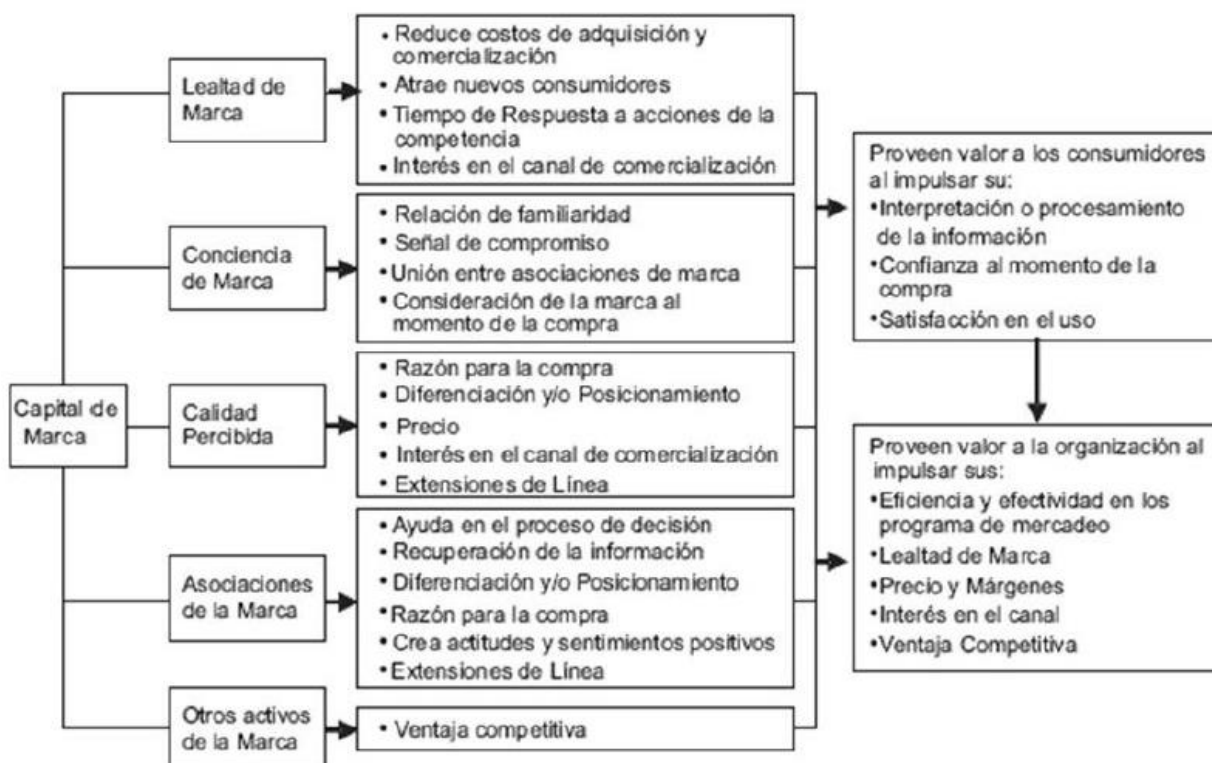 Capital de
Marca
Lealtad de
Marca
• Reduce costos de adquisición y
comercialización
• Atrae nuevos consumidores
• Tiempo de Respuesta a acciones de la
competencia
• Interés en el canal de comercialización
Conciencia
de Marca
• Relación de familiaridad
• Señal de compromiso
• Unión entre asociaciones de marca
• Consideración de la marca al
momento de la compra
Calidad
Percibida
• Razón para la compra
• Diferenciación y/o Posicionamiento
• Precio
• Interés en el canal de comercialización
• Extensiones de Línea
Asociaciones
de la Marca
• Ayuda en el proceso de decisión
• Recuperación de la información
• Diferenciación y/o Posicionamiento
• Razón para la compra
• Crea actitudes y sentimientos positivos
• Extensiones de Línea
Otros activos
de la Marca
• Ventaja competitiva
Proveen valor a los consumidores
al impulsar su:
•Interpretación o procesamiento
de la información
•Confianza al momento de la
compra
•Satisfacción en el uso
Proveen valor a la organización al
impulsar sus:
•Eficiencia y efectividad en los
programa de mercadeo
•Lealtad de Marca
•Precio y Márgenes
•Interés en el canal
•Ventaja Competitiva